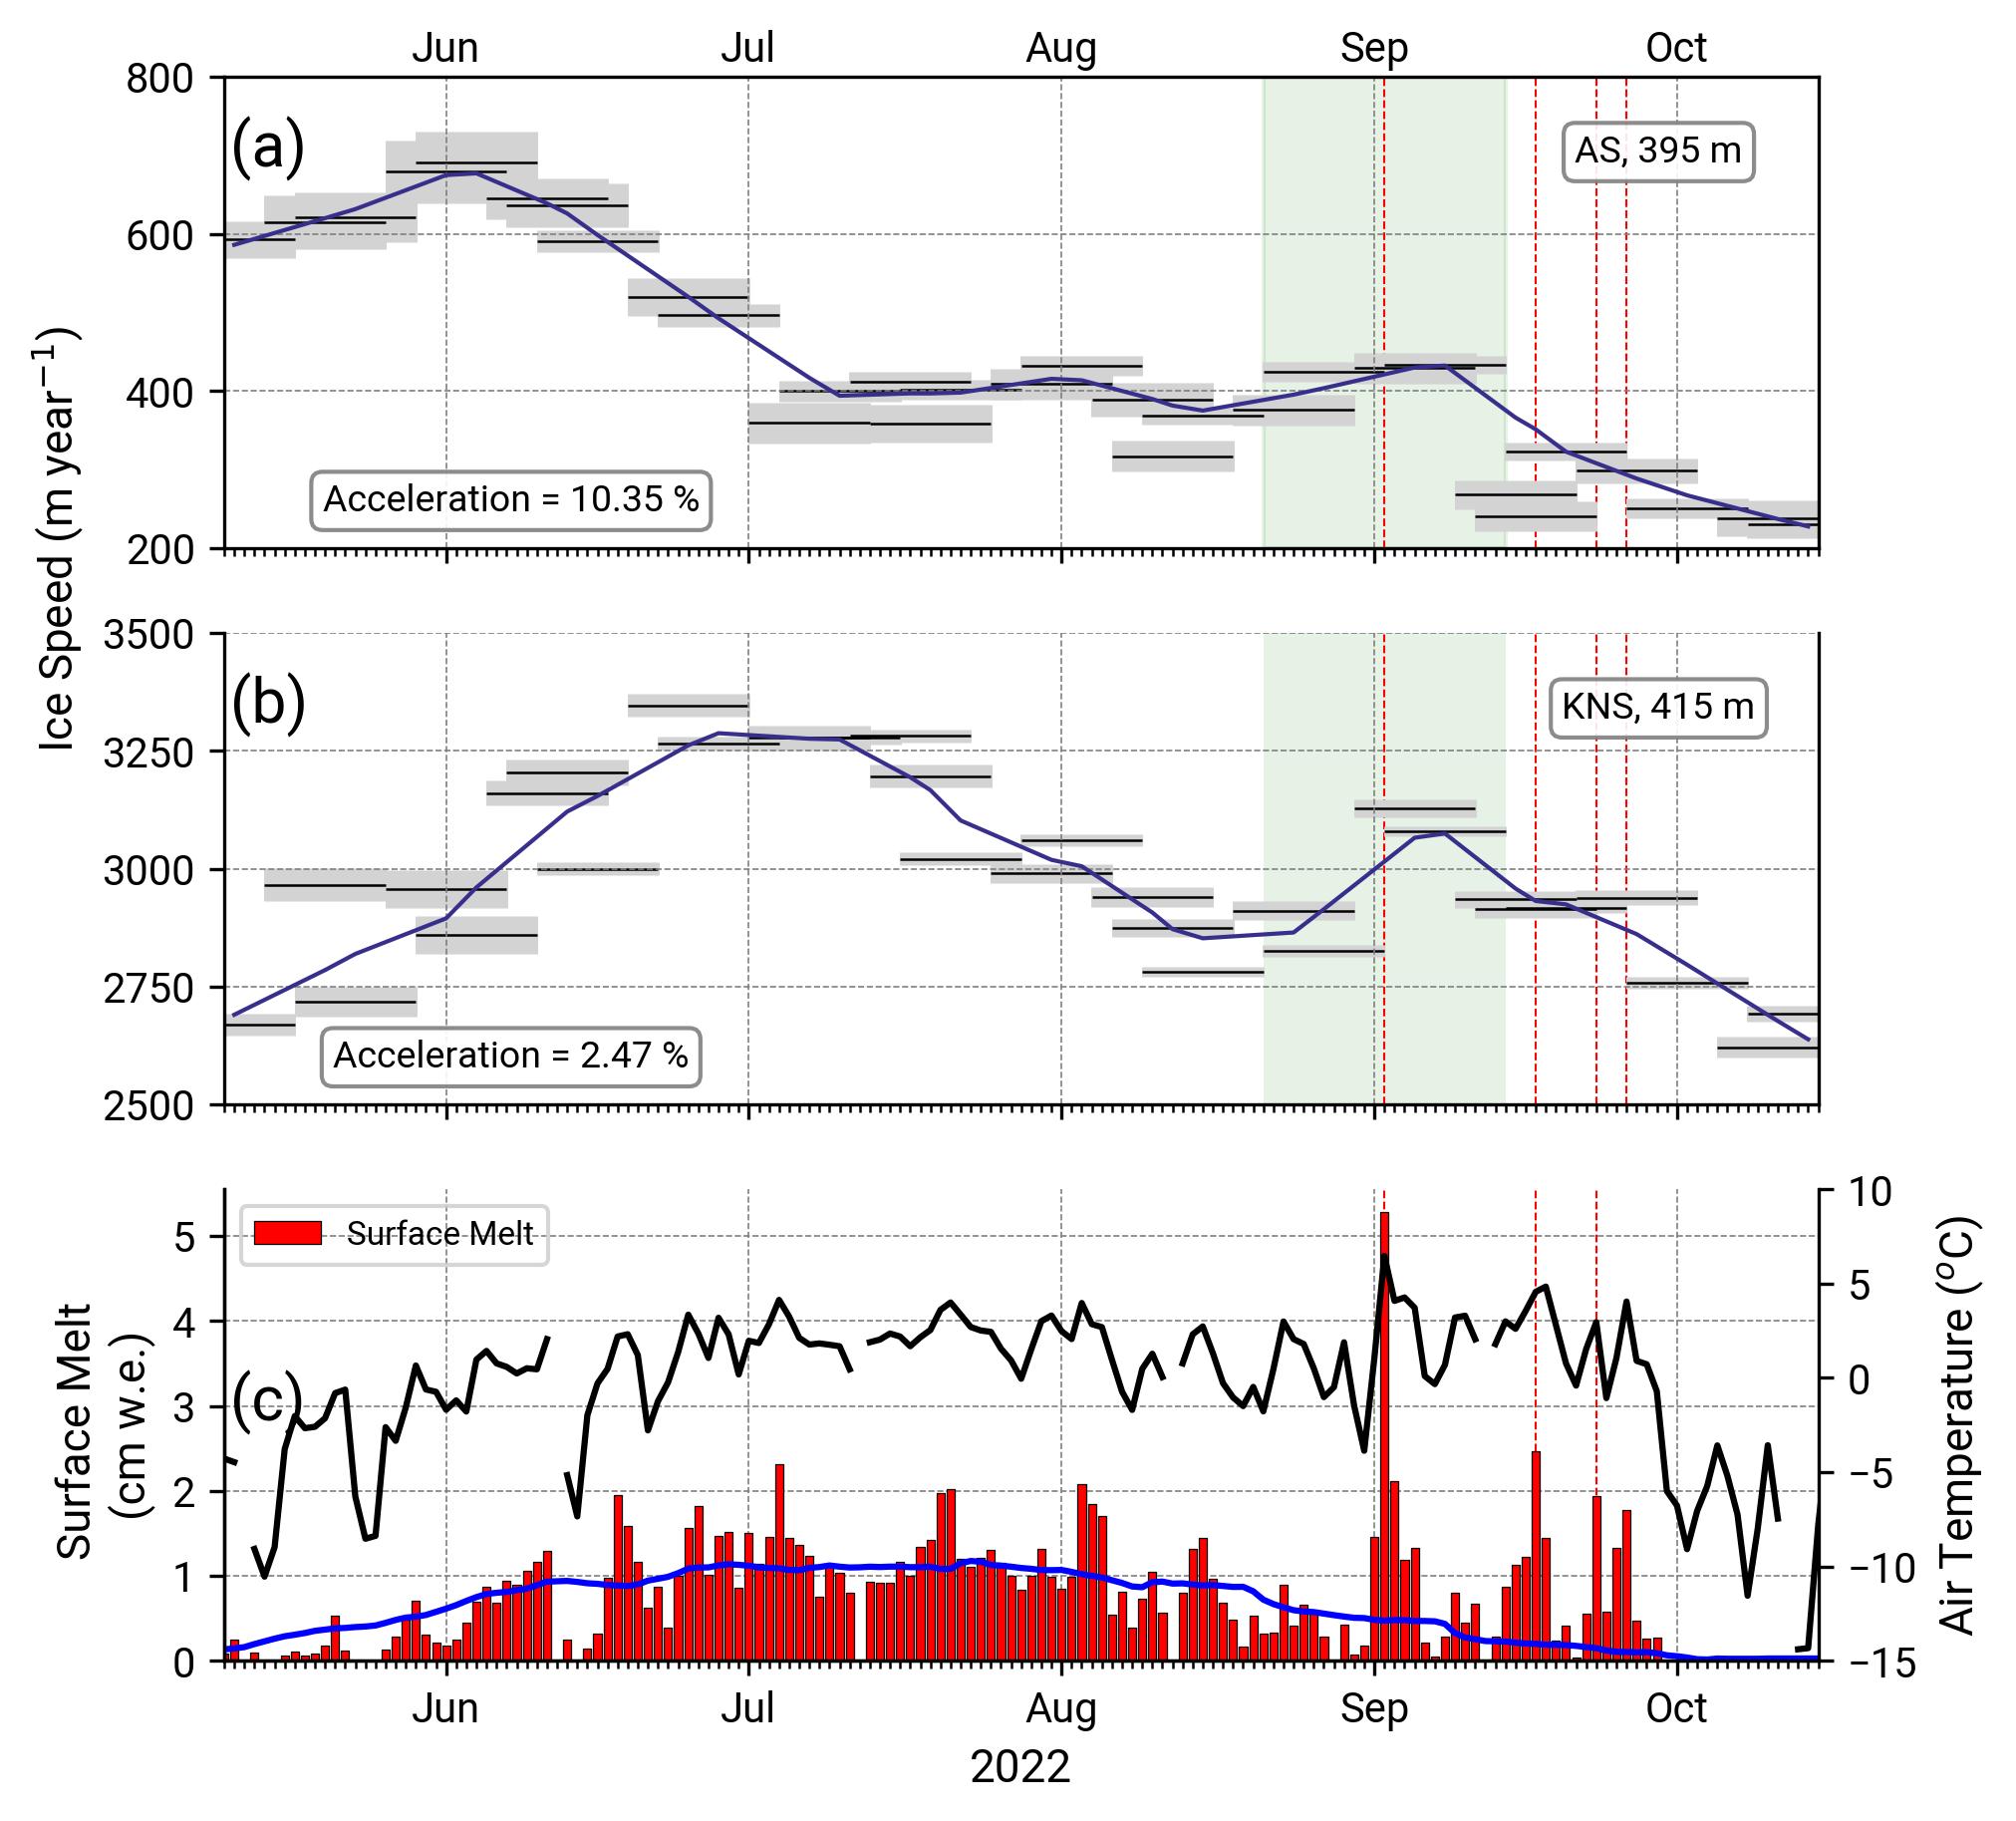 Jun Jul Aug Sep Oct
800
(a)
AS, 395 m
600
400
Acceleration = 10.35 %
200
Ice Speed (m year⁻¹)
3500
(b)
KNS, 415 m
3250
3000
2750
Acceleration = 2.47 %
2500
10
5 Surface Melt
5
4
(c)
3
0
2
−5
1
−10
0
−15
Surface Melt
(cm w.e.)
Air Temperature (°C)
Jun Jul Aug Sep Oct
2022